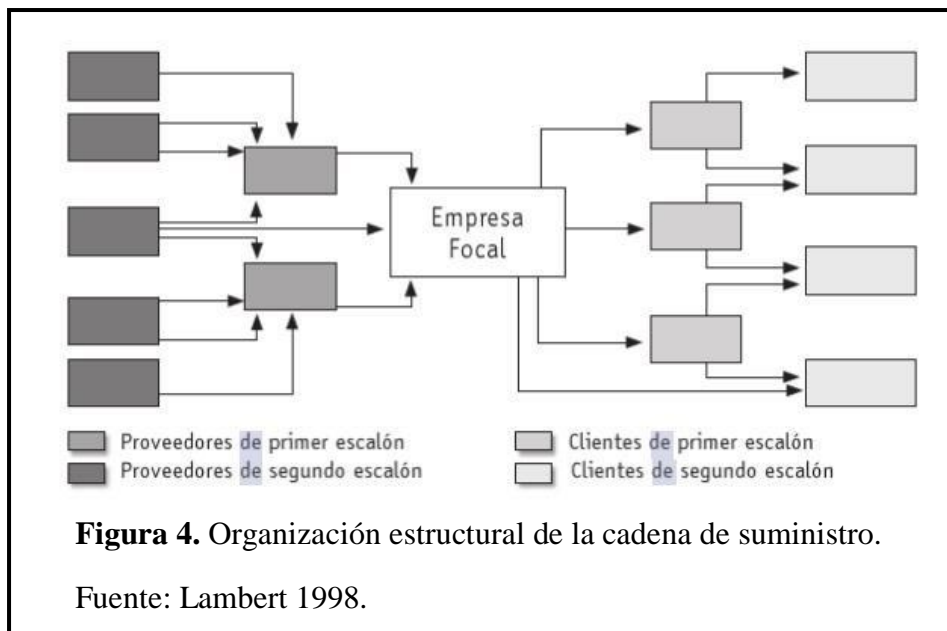 Empresa
Focal
Proveedores de primer escalón
Proveedores de segundo escalón
Clientes de primer escalón
Clientes de segundo escalón
Figura 4. Organización estructural de la cadena de suministro.
Fuente: Lambert 1998.